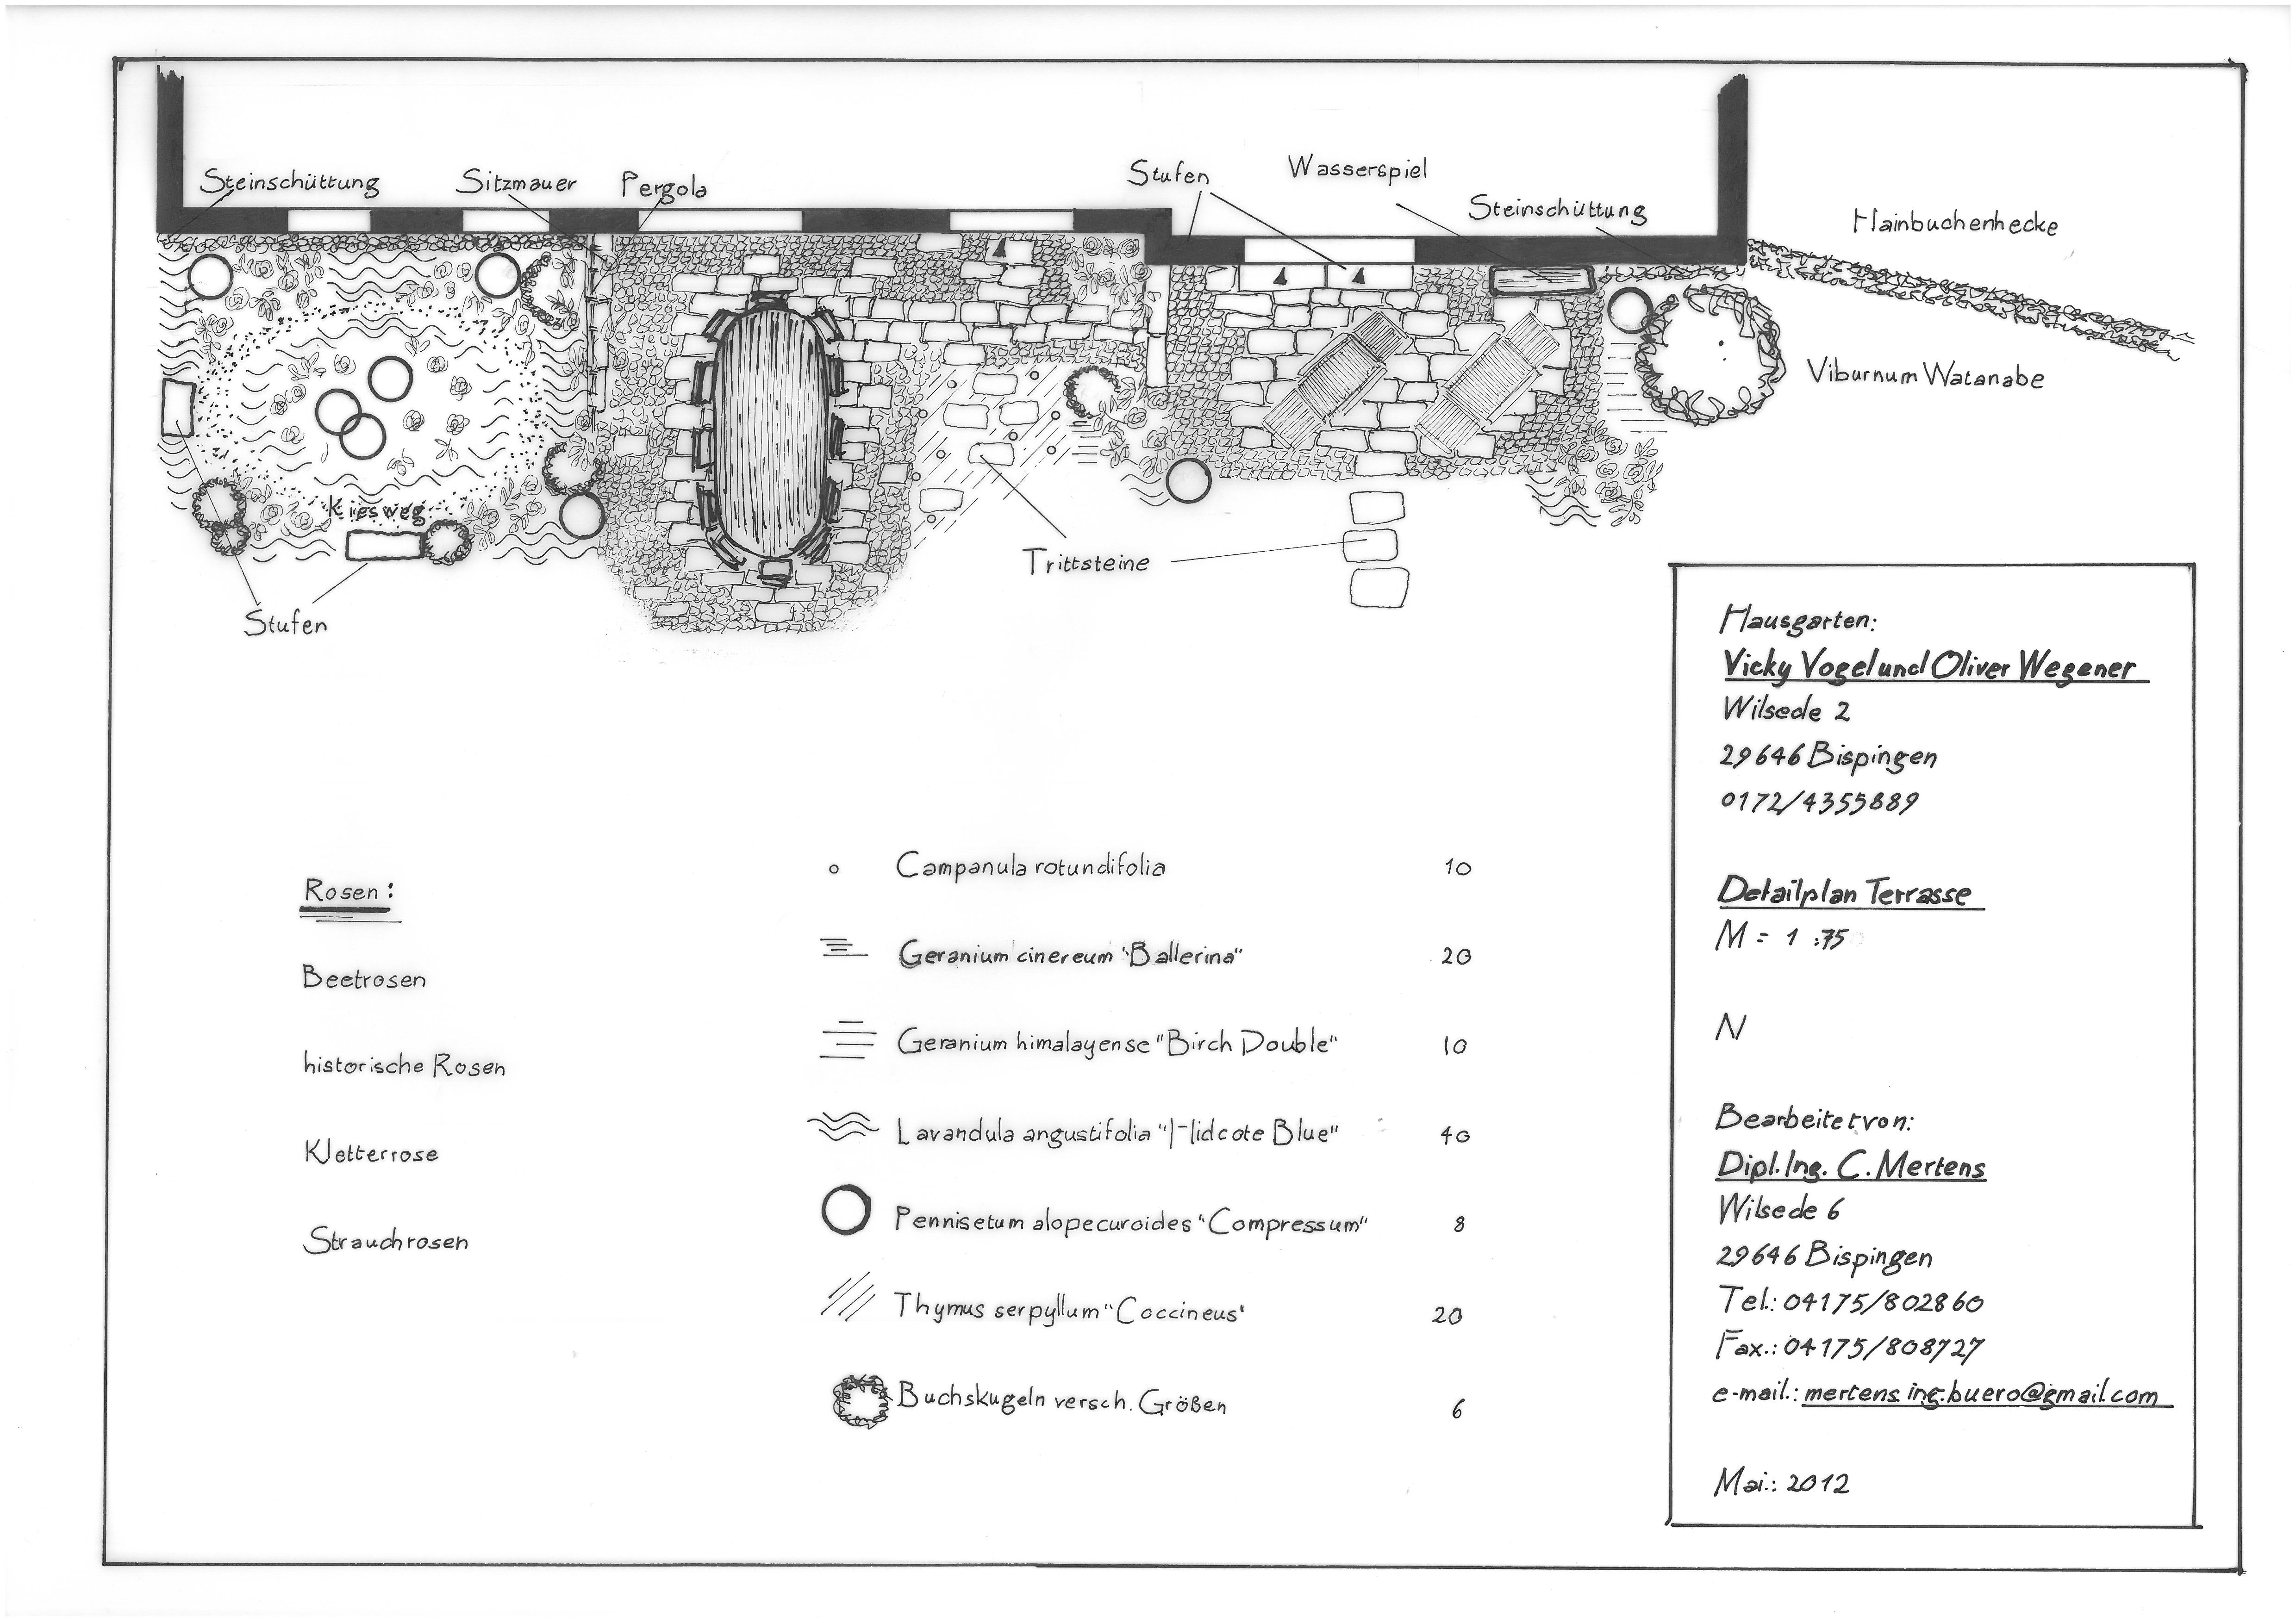 Steinschüttung
Sitzmauer
Pergola
Stufen
Wasserspiel
Steinschüttung
Hainbuchenhecke
Viburnum Watanabe
Kiesweg
Trittsteine
Stufen
Hausgarten:
Vicky Vogel und Oliver Wegener
Wilsede 2
29646 Bispingen
0172/4355889
Detailplan Terrasse
M = 1 :75
N
Bearbeitet von:
Dipl. Ing. C. Mertens
Wilsede 6
29646 Bispingen
Tel.: 04175/802860
Fax.: 04175/808727
e-mail.: mertens.ing.buero@gmail.com
Mai.: 2012
Rosen:
Beetrosen
historische Rosen
Kletterrose
Strauchrosen
Campanula rotundifolia 10
Geranium cinereum "Ballerina" 20
Geranium himalayense "Birch Double" 10
Lavandula angustifolia "Hidcote Blue" 40
Pennisetum alopecuroides "Compressum" 8
Thymus serpyllum "Coccineus' 20
Buchskugeln versch. Größen 6